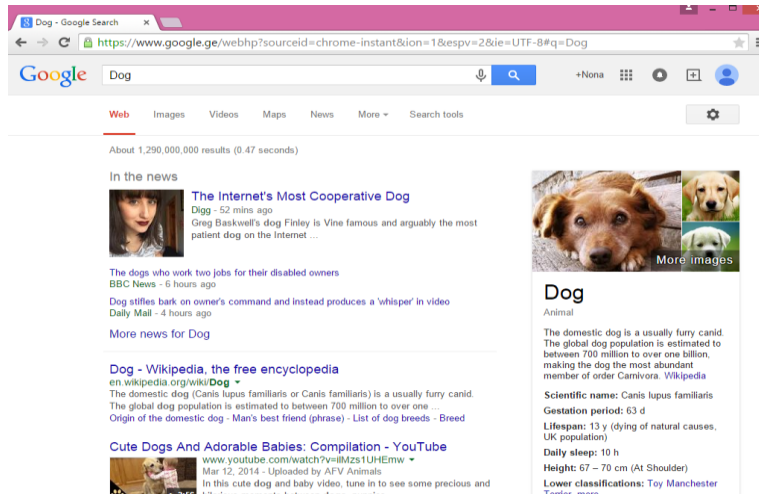 Dog - Google Search
https://www.google.ge/webhp?sourceid=chrome-instant&ion=1&espv=2&ie=UTF-8#q=Dog
Google
Dog
+Nona
Web Images Videos Maps News More Search tools
About 1,290,000,000 results (0.47 seconds)
In the news
The Internet's Most Cooperative Dog
Digg - 52 mins ago
Greg Baskwell's dog Finley is Vine famous and arguably the most
patient dog on the Internet ...
The dogs who work two jobs for their disabled owners
BBC News - 6 hours ago
Dog stifles bark on owner's command and instead produces a 'whisper' in video
Daily Mail - 4 hours ago
More news for Dog
Dog - Wikipedia, the free encyclopedia
en.wikipedia.org/wiki/Dog
The domestic dog (Canis lupus familiaris or Canis familiaris) is a usually furry canid.
The global dog population is estimated to between 700 million to over one ...
Origin of the domestic dog - Man's best friend (phrase) - List of dog breeds - Breed
Cute Dogs And Adorable Babies: Compilation - YouTube
www.youtube.com/watch?v=ilMzs1UHEmw
Mar 12, 2014 - Uploaded by AFV Animals
In this cute dog and baby video, tune in to see some precious and
More images
Dog
Animal
The domestic dog is a usually furry canid.
The global dog population is estimated to
between 700 million to over one billion,
making the dog the most abundant
member of order Carnivora. Wikipedia
Scientific name: Canis lupus familiaris
Gestation period: 63 d
Lifespan: 13 y (dying of natural causes,
UK population)
Daily sleep: 10 h
Height: 67 – 70 cm (At Shoulder)
Lower classifications: Toy Manchester